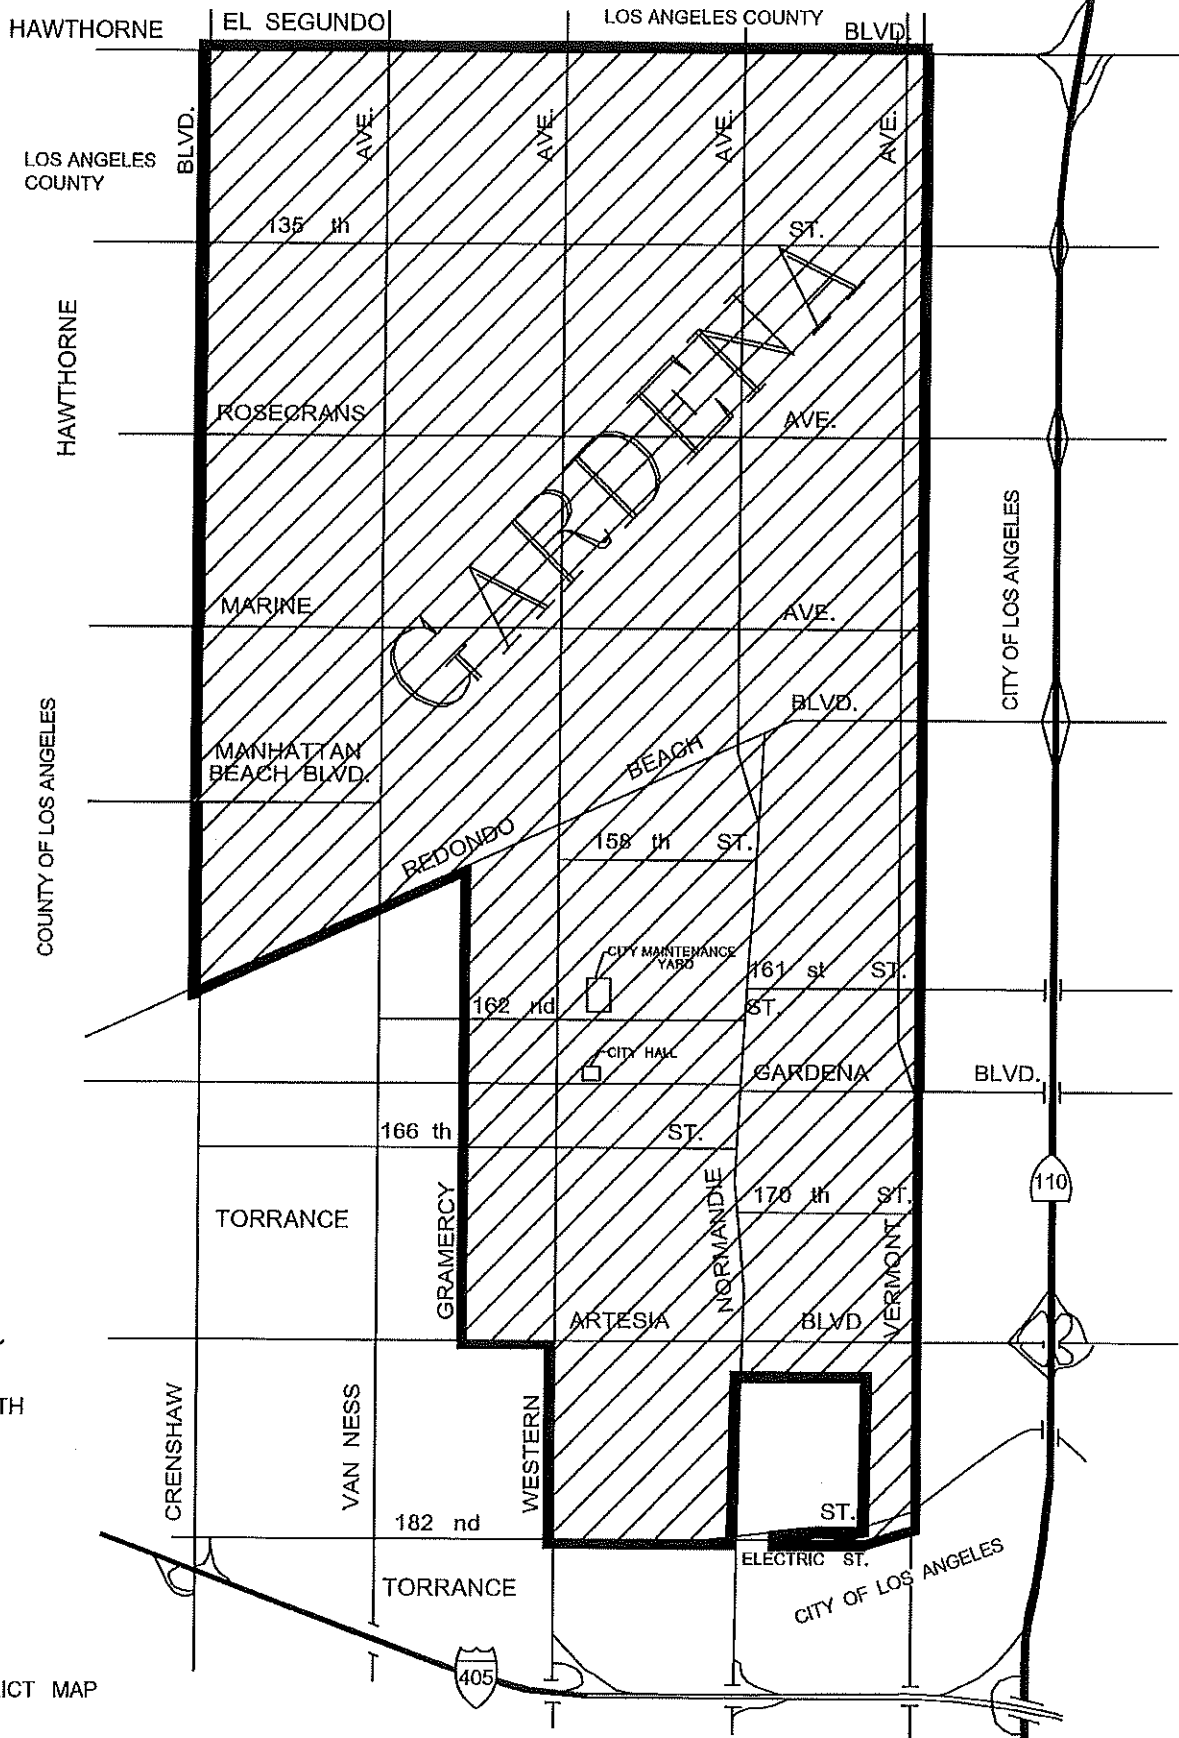 HAWTHORNE
EL SEGUNDO
LOS ANGELES COUNTY
BLVD.
BLVD.
AVE.
AVE.
AVE.
AVE.
LOS ANGELES
COUNTY
135 th
ST.
HAWTHORNE
GARDENA
ROSECRANS
AVE.
CITY OF LOS ANGELES
MARINE
AVE.
COUNTY OF LOS ANGELES
BLVD.
MANHATTAN
BEACH BLVD.
REDONDO
BEACH
158 th
ST.
CITY MAINTENANCE
YARD
161 st
ST.
162 nd
ST.
CITY HALL
GARDENA
BLVD.
166 th
ST.
110
170 th
ST.
TORRANCE
GRAMERCY
NORMANDIE
VERMONT
ARTESIA
BLVD
TH
CRENSHAW
VAN NESS
WESTERN
182 nd
ST.
ELECTRIC ST.
TORRANCE
CITY OF LOS ANGELES
405
ICT MAP